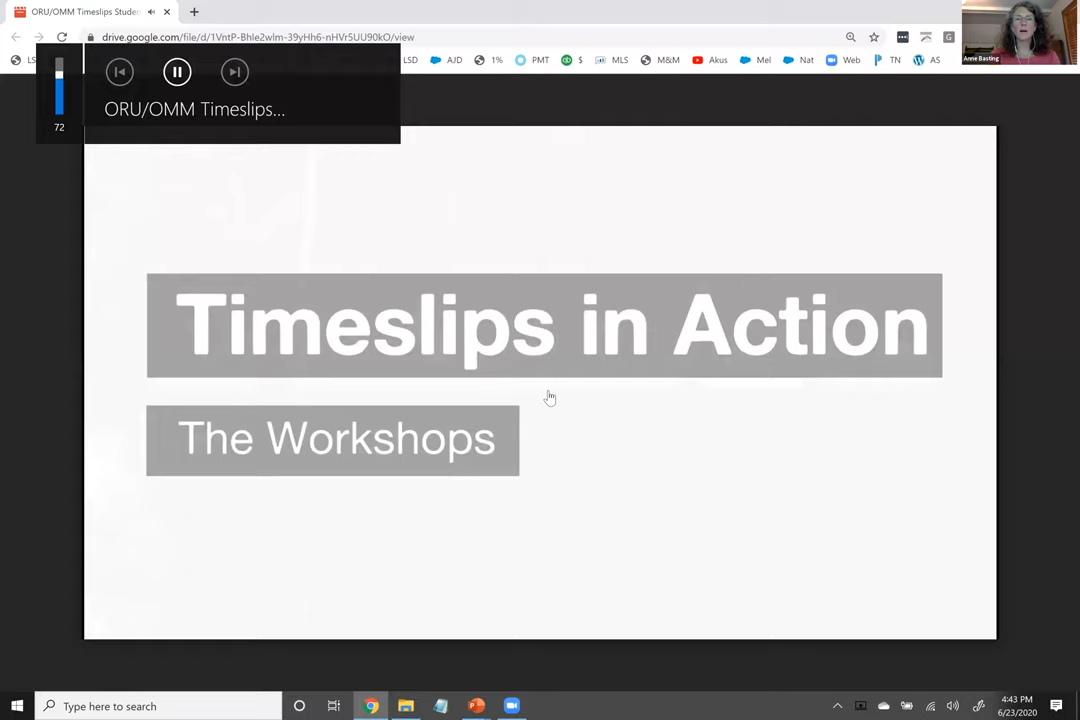 ORU/OMM Timeslips Studen
drive.google.com/file/d/1VntP-Bhle2wlm-39yHh6-nHVr5UU90kO/view
LS
LSD
AJD
1%
PMT
$
MLS
M&M
Akus
Mel
Nat
Web
TN
AS
Anne Basting
ORU/OMM Timeslips...
72
Timeslips in Action
The Workshops
Type here to search
4:43 PM
6/23/2020